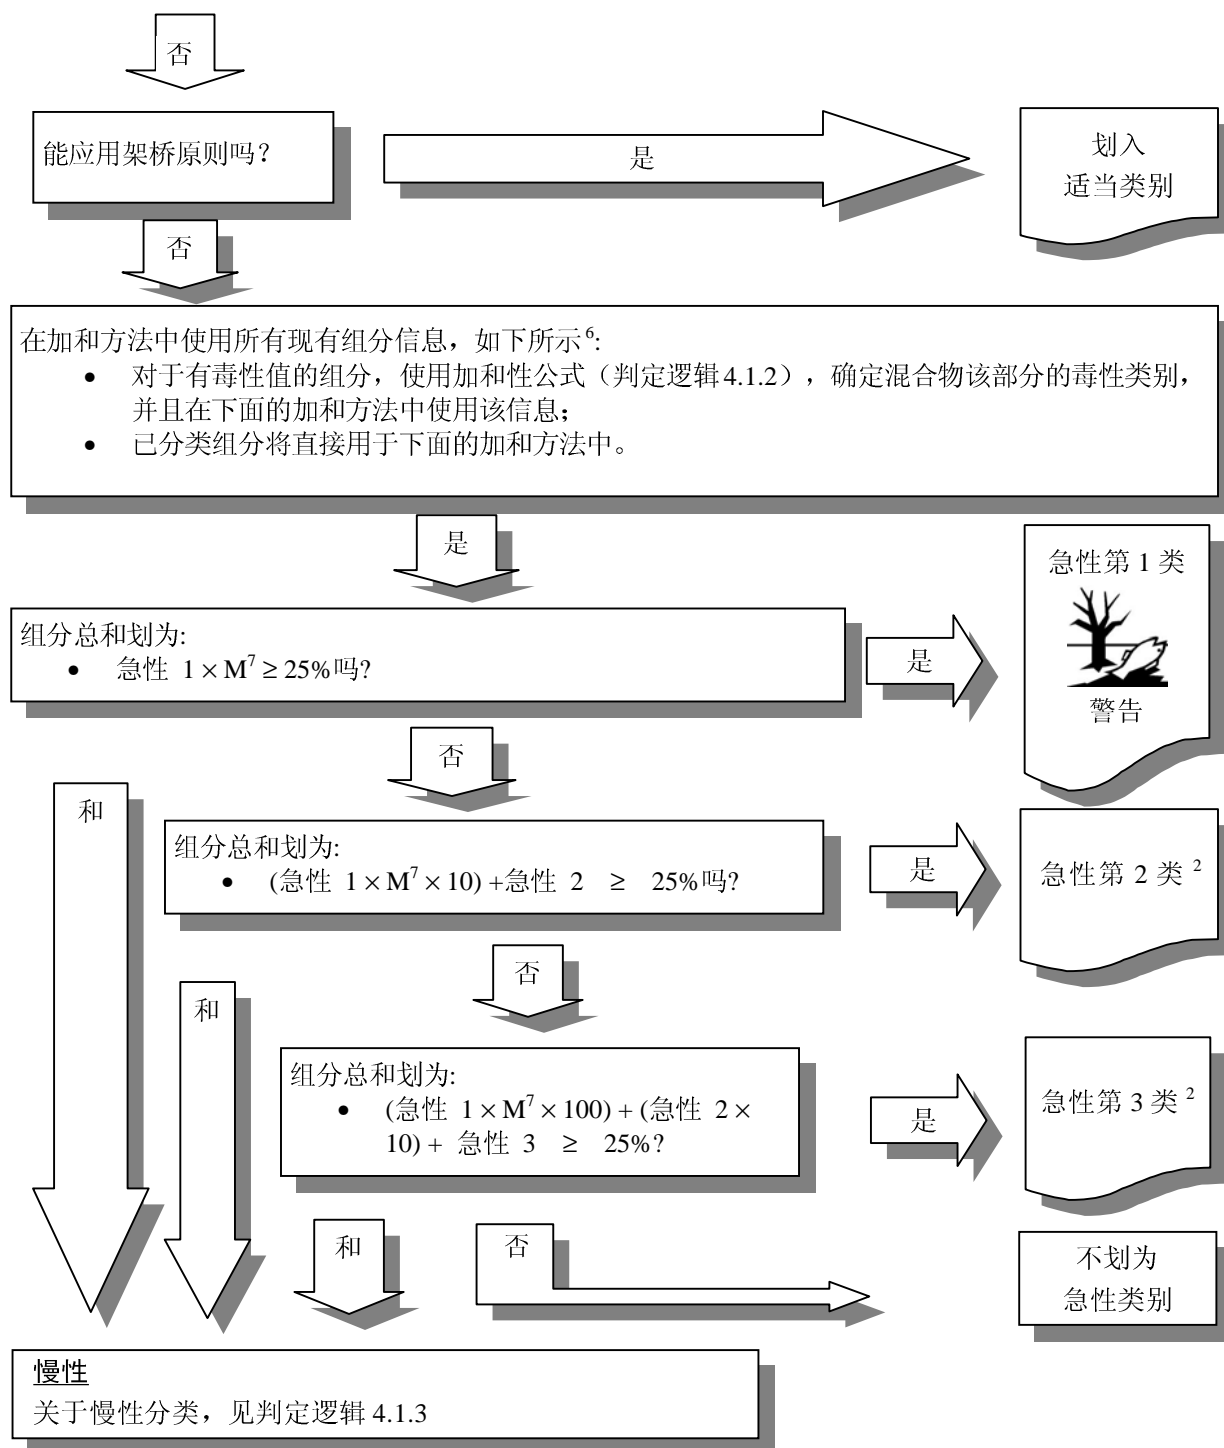 否
能应用架桥原则吗？
是
划入
适当类别
否
在加和方法中使用所有现有组分信息，如下所示⁶:
• 对于有毒性值的组分，使用加和性公式（判定逻辑4.1.2），确定混合物该部分的毒性类别，
并且在下面的加和方法中使用该信息；
• 已分类组分将直接用于下面的加和方法中。
是
急性第 1 类
警告
组分总和划为:
• 急性 1 × M⁷ ≥ 25%吗?
是
否
和
组分总和划为:
• (急性 1 × M⁷ × 10) +急性 2 ≥ 25%吗?
是
急性第 2 类 ²
否
和
组分总和划为:
• (急性 1 × M⁷ × 100) + (急性 2 ×
10) + 急性 3 ≥ 25%?
是
急性第 3 类 ²
和
否
不划为
急性类别
慢性
关于慢性分类，见判定逻辑 4.1.3